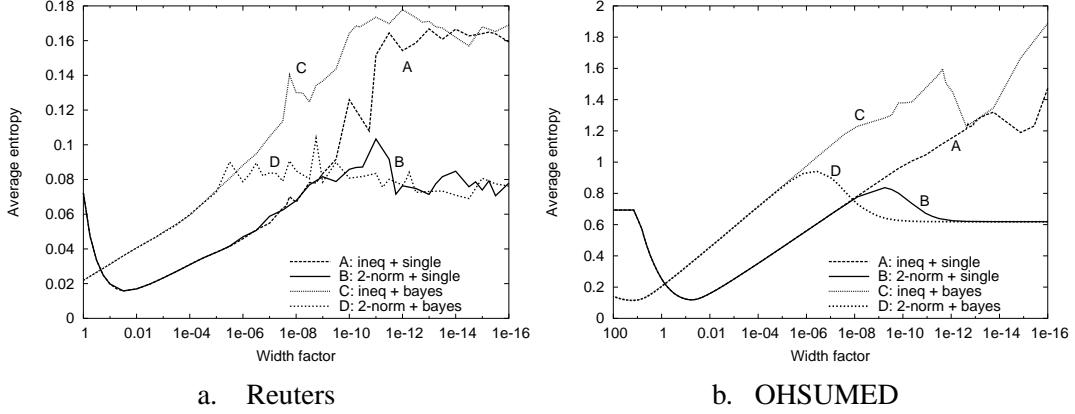 0.18
0.16
0.14
0.12
0.1
0.08
0.06
0.04
0.02
0
Average entropy
C
A
D
B
A: ineq + single
B: 2-norm + single
C: ineq + bayes
D: 2-norm + bayes
1 0.01 1e-04 1e-06 1e-08 1e-10 1e-12 1e-14 1e-16
Width factor
a. Reuters
2
1.8
1.6
1.4
1.2
1
0.8
0.6
0.4
0.2
0
Average entropy
C
A
D
B
A: ineq + single
B: 2-norm + single
C: ineq + bayes
D: 2-norm + bayes
100 1 0.01 1e-04 1e-06 1e-08 1e-10 1e-12 1e-14 1e-16
Width factor
b. OHSUMED